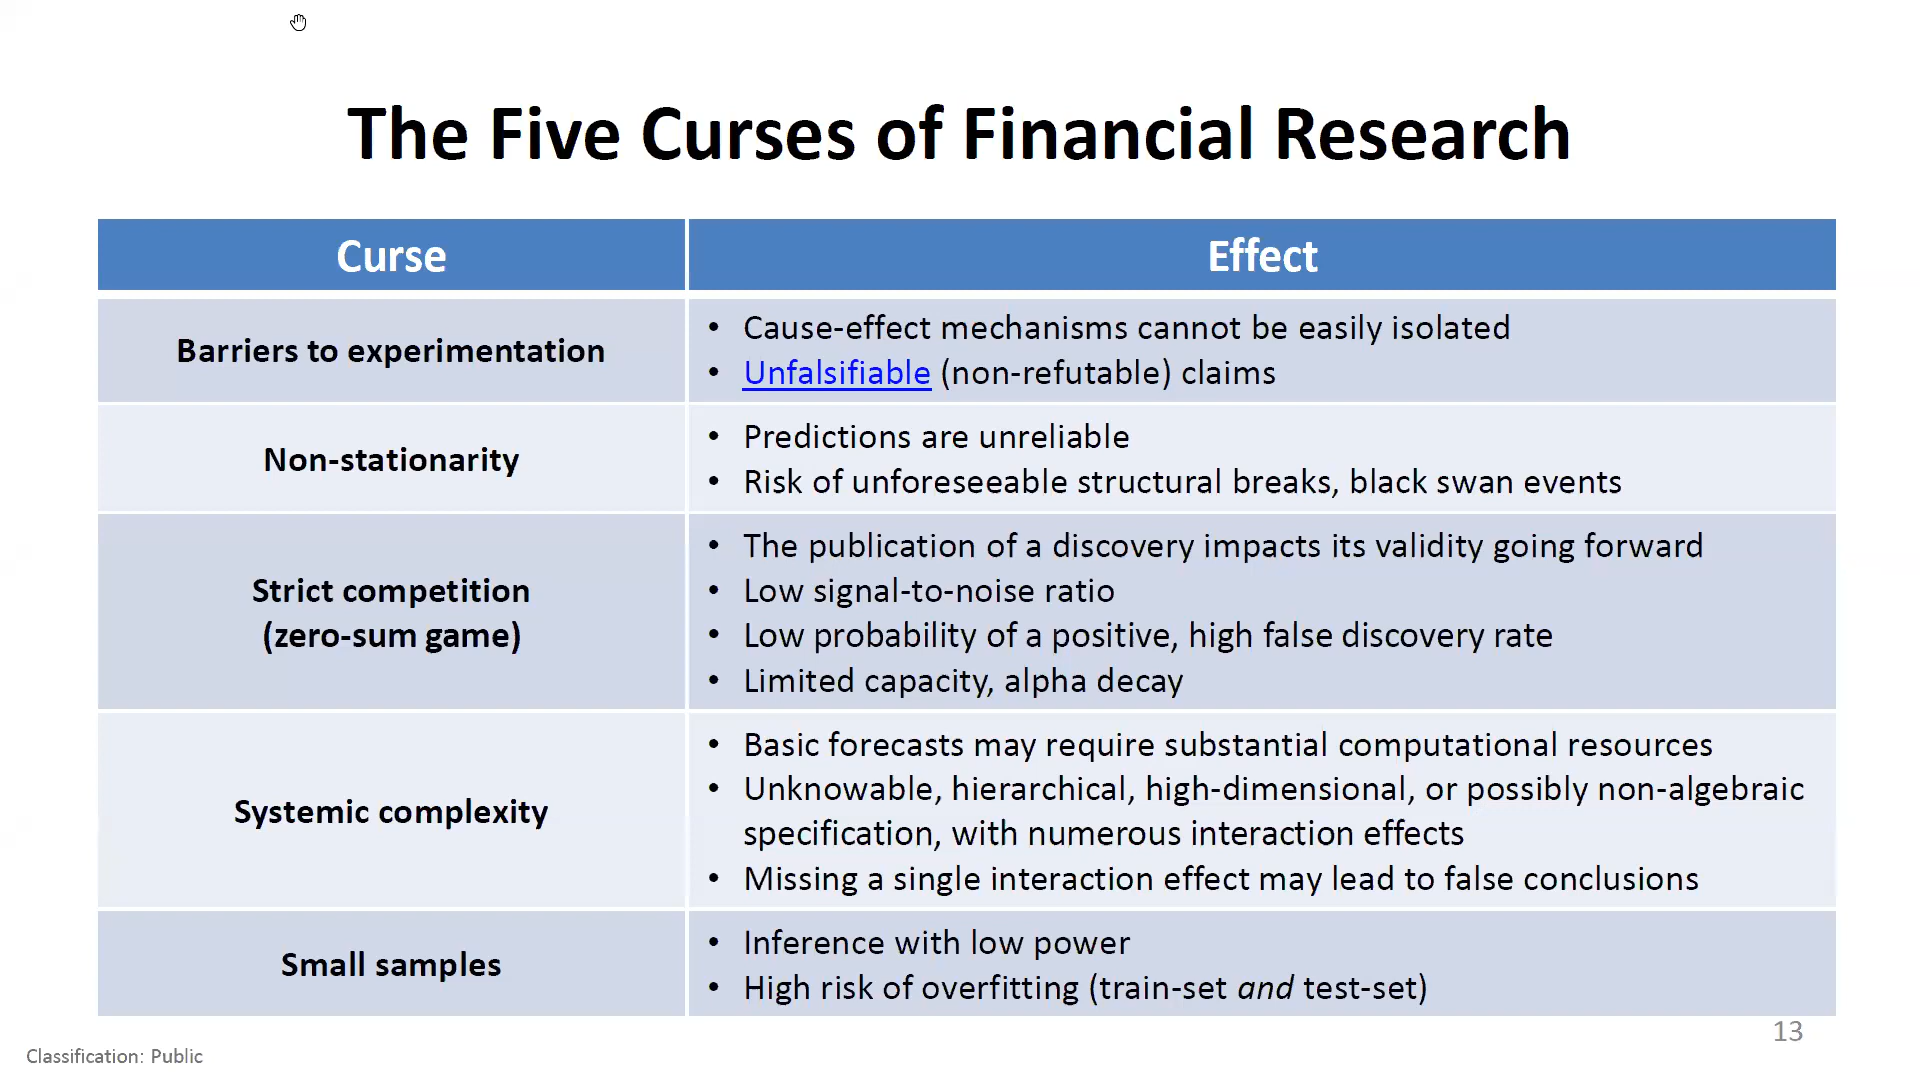 The Five Curses of Financial Research
Curse
Effect
Barriers to experimentation
• Cause-effect mechanisms cannot be easily isolated
• Unfalsifiable (non-refutable) claims
Non-stationarity
• Predictions are unreliable
• Risk of unforeseeable structural breaks, black swan events
Strict competition
(zero-sum game)
• The publication of a discovery impacts its validity going forward
• Low signal-to-noise ratio
• Low probability of a positive, high false discovery rate
• Limited capacity, alpha decay
Systemic complexity
• Basic forecasts may require substantial computational resources
• Unknowable, hierarchical, high-dimensional, or possibly non-algebraic
specification, with numerous interaction effects
• Missing a single interaction effect may lead to false conclusions
Small samples
• Inference with low power
• High risk of overfitting (train-set and test-set)
13
Classification: Public